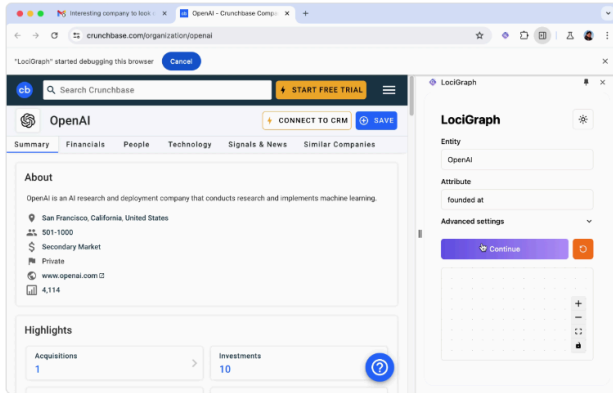 Interesting company to look
OpenAI - Crunchbase Compa
crunchbase.com/organization/openai
"LociGraph" started debugging this browser
Cancel
cb
Search Crunchbase
START FREE TRIAL
OpenAI
CONNECT TO CRM
SAVE
Summary Financials People Technology Signals & News Similar Companies
About
OpenAI is an AI research and deployment company that conducts research and implements machine learning.
San Francisco, California, United States
501-1000
Secondary Market
Private
www.openai.com
4,114
Highlights
Acquisitions
1
Investments
10
LociGraph
LociGraph
Entity
OpenAI
Attribute
founded at
Advanced settings
Continue